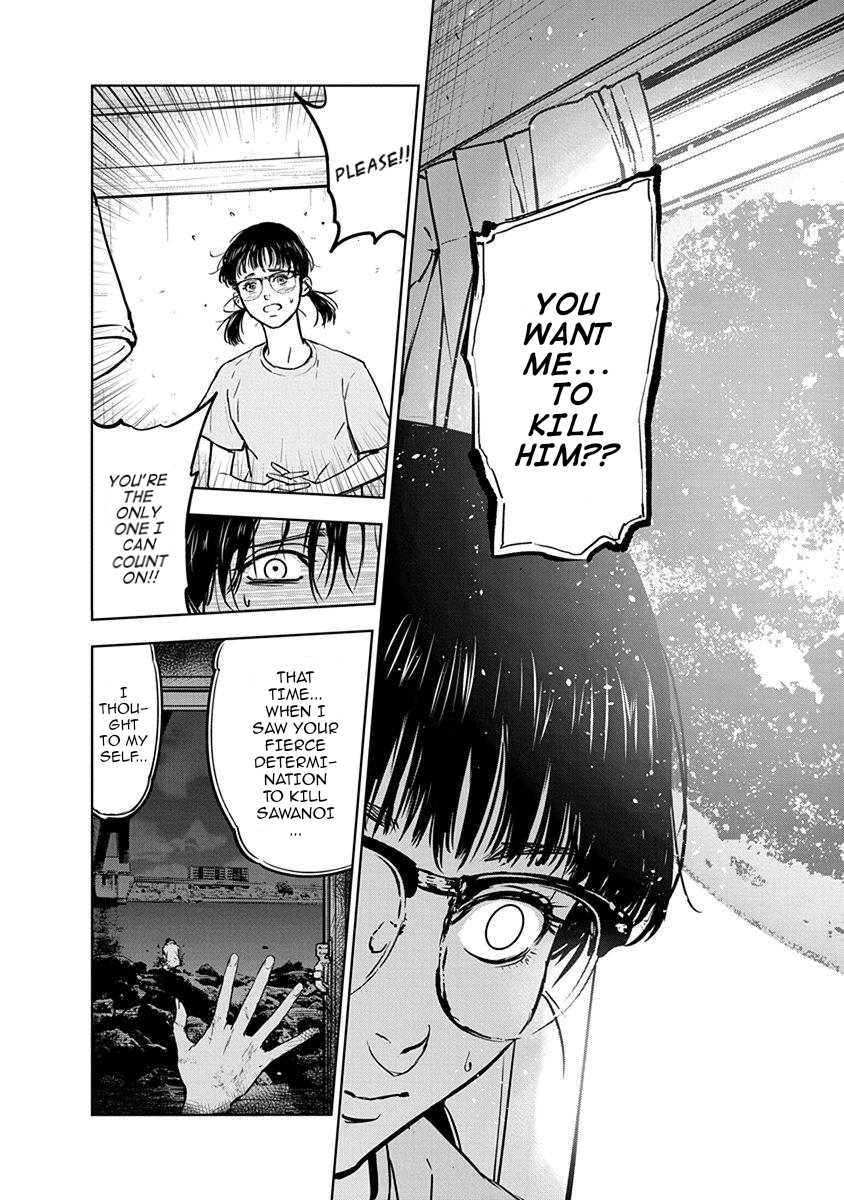 YOU
WANT
ME...
TO
KILL
HIM??
PLEASE!!
YOU'RE
THE
ONLY
ONE I
CAN
COUNT
ON!!
THAT
TIME...
WHEN I
SAW YOUR
FIERCE
DETERMI-
NATION
TO KILL
SAWANOI
...
I
THOU-
GHT
TO MY
SELF...